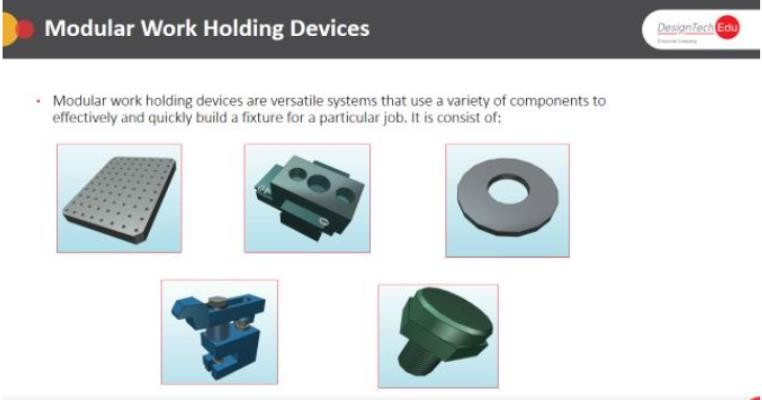 Modular Work Holding Devices
DesignTech Edu
• Modular work holding devices are versatile systems that use a variety of components to
effectively and quickly build a fixture for a particular job. It is consist of: